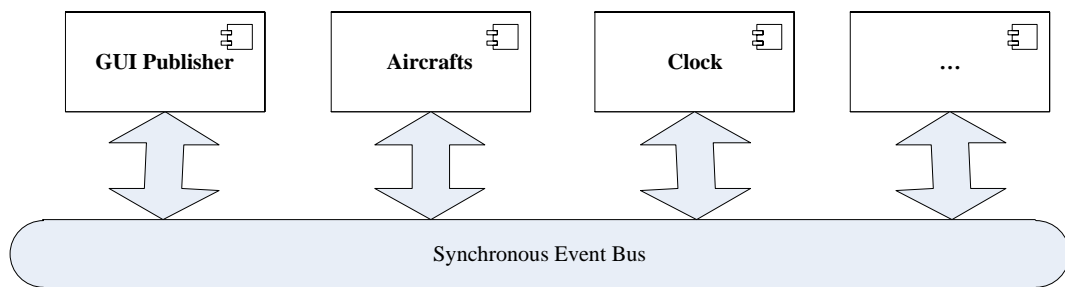 GUI Publisher
Aircrafts
Clock
…
Synchronous Event Bus